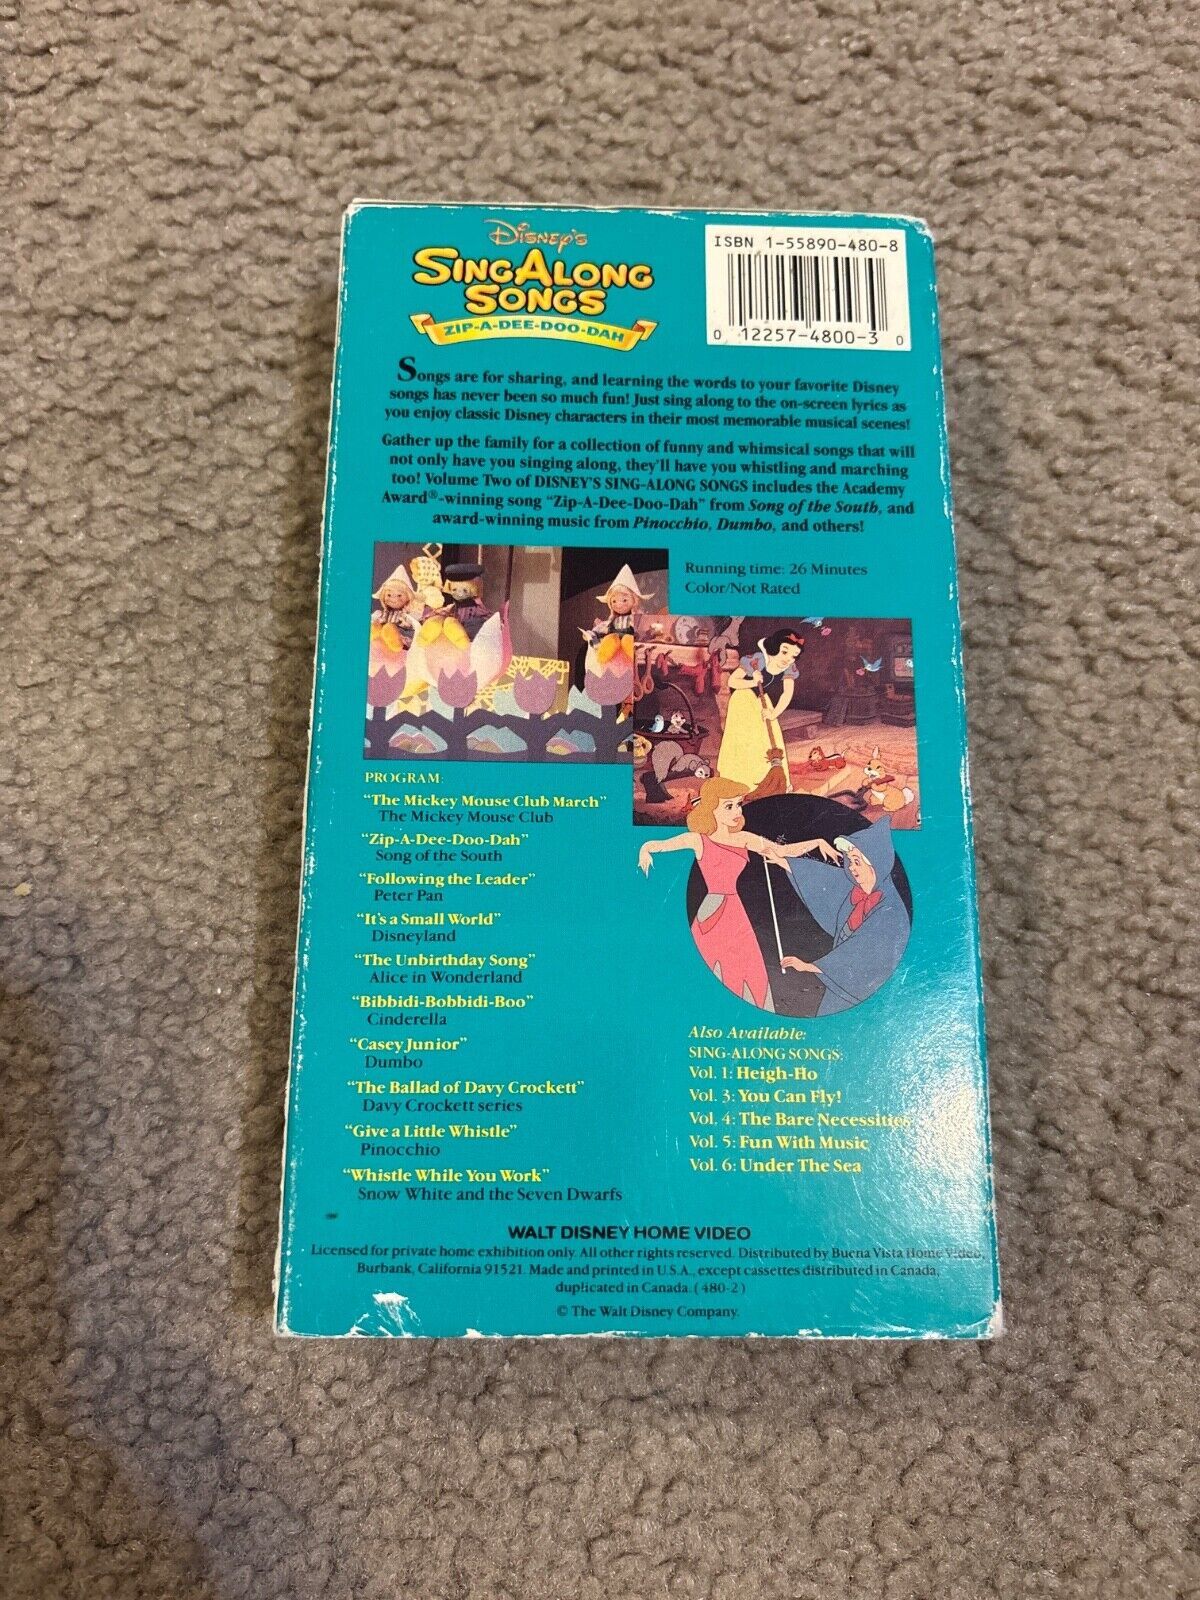 Disney's
SING ALONG
SONGS
ZIP-A-DEE-DOO-DAH
ISBN 1-55890-480-8
0 12257-4800-3 0
Songs are for sharing, and learning the words to your favorite Disney
songs has never been so much fun! Just sing along to the on-screen lyrics as
you enjoy classic Disney characters in their most memorable musical scenes!
Gather up the family for a collection of funny and whimsical songs that will
not only have you singing along, they'll have you whistling and marching
too! Volume Two of DISNEY'S SING-ALONG SONGS includes the Academy
Award®-winning song "Zip-A-Dee-Doo-Dah" from Song of the South, and
award-winning music from Pinocchio, Dumbo, and others!
Running time: 26 Minutes
Color/Not Rated
PROGRAM:
"The Mickey Mouse Club March"
The Mickey Mouse Club
"Zip-A-Dee-Doo-Dah"
Song of the South
"Following the Leader"
Peter Pan
"It's a Small World"
Disneyland
"The Unbirthday Song"
Alice in Wonderland
"Bibbidi-Bobbidi-Boo"
Cinderella
"Casey Junior"
Dumbo
"The Ballad of Davy Crockett"
Davy Crockett series
"Give a Little Whistle"
Pinocchio
"Whistle While You Work"
Snow White and the Seven Dwarfs
Also Available:
SING-ALONG SONGS:
Vol. 1: Heigh-Ho
Vol. 3: You Can Fly!
Vol. 4: The Bare Necessities
Vol. 5: Fun With Music
Vol. 6: Under The Sea
WALT DISNEY HOME VIDEO
Licensed for private home exhibition only. All other rights reserved. Distributed by Buena Vista Home Video,
Burbank, California 91521. Made and printed in U.S.A., except cassettes distributed in Canada,
duplicated in Canada. (480-2)
© The Walt Disney Company.